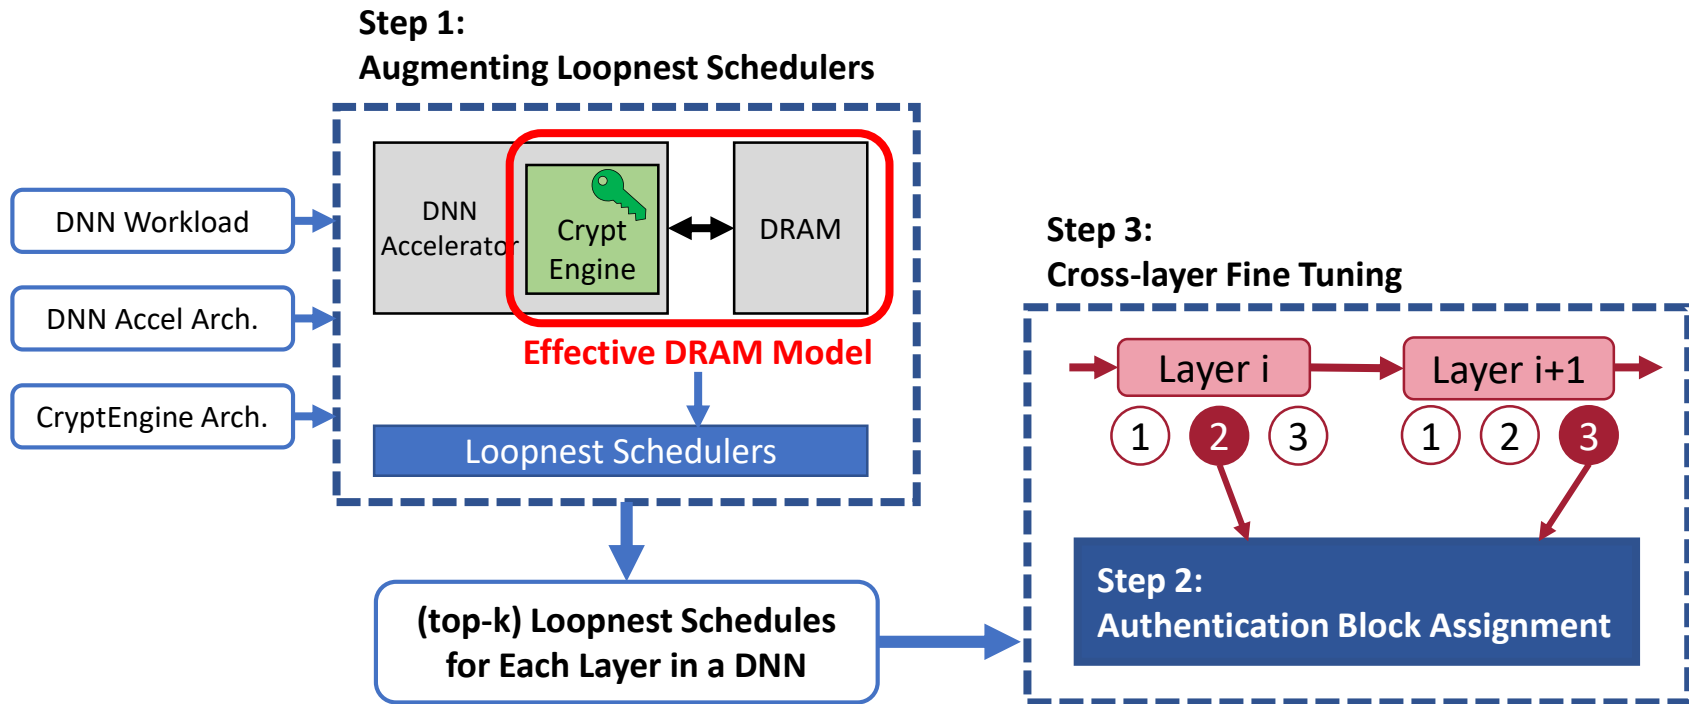 Step 1:
Augmenting Loopnest Schedulers
DNN Workload
DNN Accel Arch.
CryptEngine Arch.
DNN
Accelerator
Crypt
Engine
DRAM
Effective DRAM Model
Loopnest Schedulers
(top-k) Loopnest Schedules
for Each Layer in a DNN
Step 3:
Cross-layer Fine Tuning
Layer i
Layer i+1
1 2 3
1 2 3
Step 2:
Authentication Block Assignment